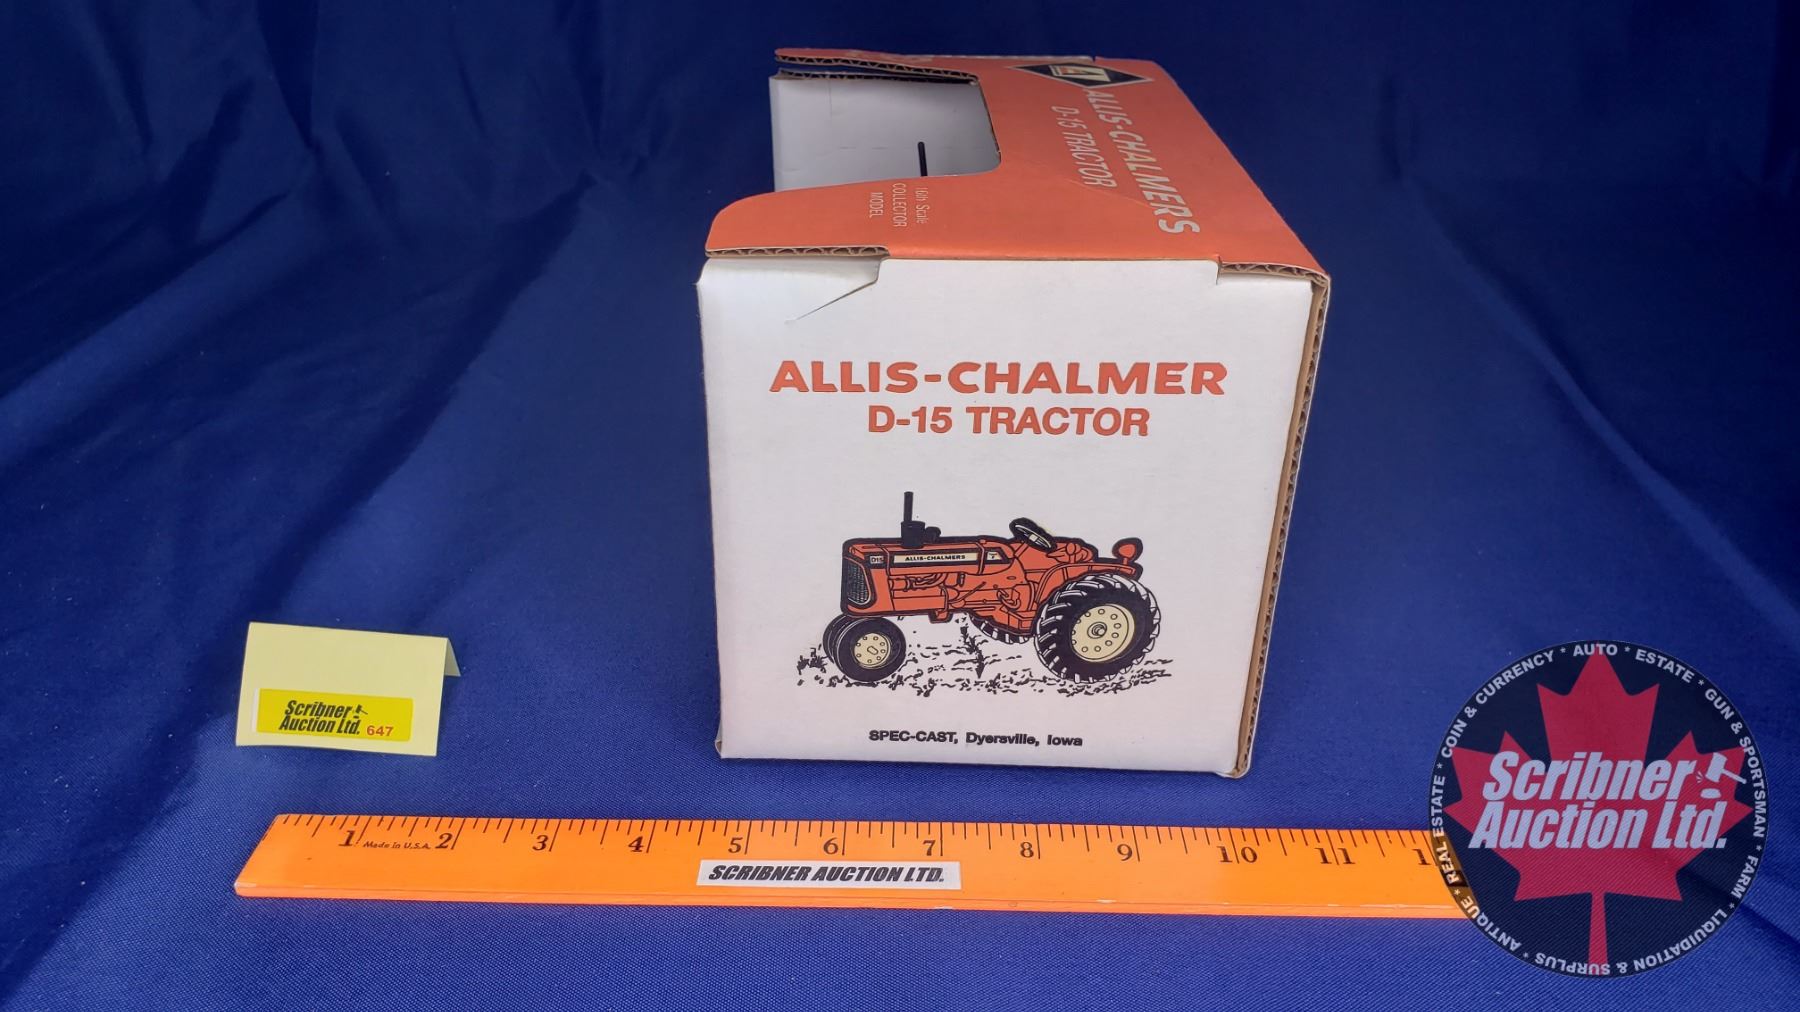 ALLIS-CHALMERS
D-15 TRACTOR
16th Scale
COLLECTOR
MODEL
ALLIS-CHALMER
D-15 TRACTOR
D15
ALLIS-CHALMERS
SPEC-CAST, Dyersville, Iowa
Scribner
Auction Ltd. 647
1 2 3 4 5 6 7 8 9 10 11 1
Made in U.S.A.
SCRIBNER AUCTION LTD.
Scribner
Auction Ltd.
* REAL ESTATE * COIN & CURRENCY * AUTO * ESTATE * GUN & SPORTSMAN * FARM * LIQUIDATION & SURPLUS * ANTIQUE